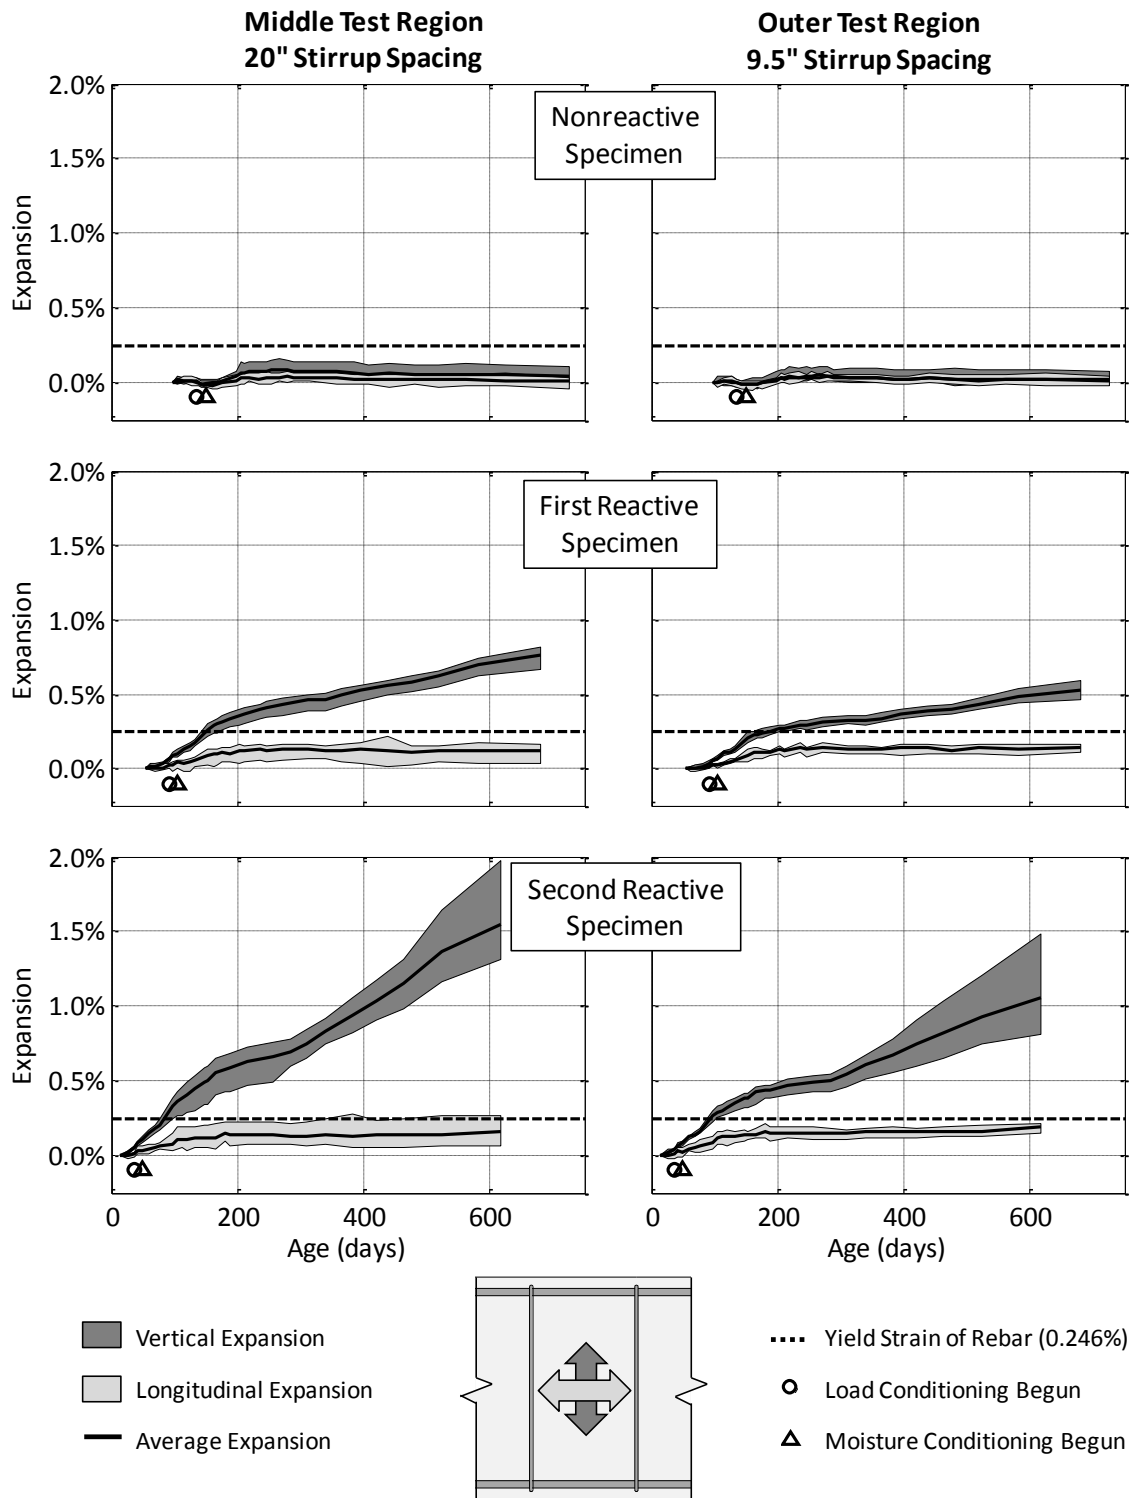 Middle Test Region
20" Stirrup Spacing
Outer Test Region
9.5" Stirrup Spacing
Nonreactive
Specimen
Expansion
2.0%
1.5%
1.0%
0.5%
0.0%
First Reactive
Specimen
Expansion
2.0%
1.5%
1.0%
0.5%
0.0%
Second Reactive
Specimen
Expansion
2.0%
1.5%
1.0%
0.5%
0.0%
0 200 400 600
Age (days)
0 200 400 600
Age (days)
Vertical Expansion
Longitudinal Expansion
Average Expansion
Yield Strain of Rebar (0.246%)
Load Conditioning Begun
Moisture Conditioning Begun